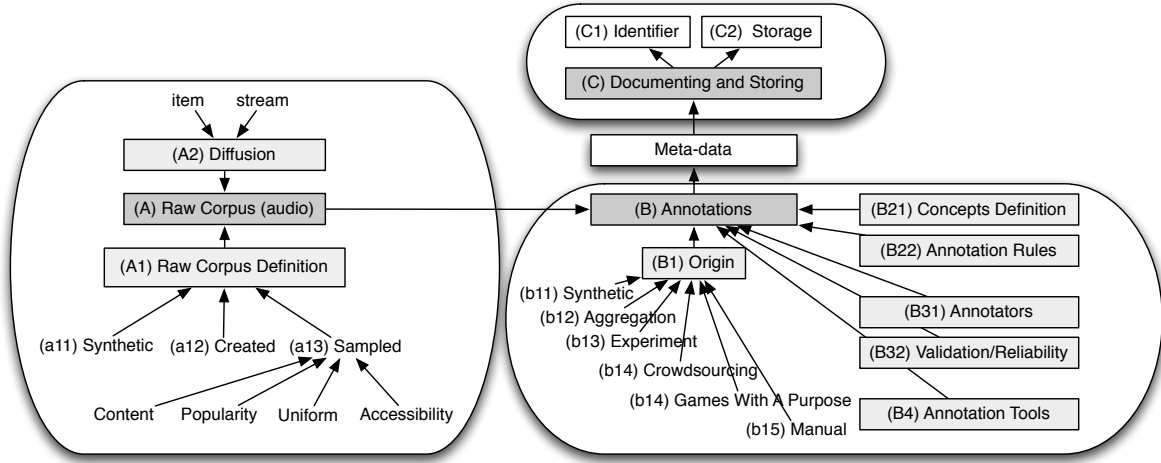 (C1) Identifier
(C2) Storage
(C) Documenting and Storing
Meta-data
item
stream
(A2) Diffusion
(A) Raw Corpus (audio)
(A1) Raw Corpus Definition
(a11) Synthetic
(a12) Created
(a13) Sampled
Content
Popularity
Uniform
Accessibility
(B) Annotations
(B1) Origin
(b11) Synthetic
(b12) Aggregation
(b13) Experiment
(b14) Crowdsourcing
(b14) Games With A Purpose
(b15) Manual
(B21) Concepts Definition
(B22) Annotation Rules
(B31) Annotators
(B32) Validation/Reliability
(B4) Annotation Tools